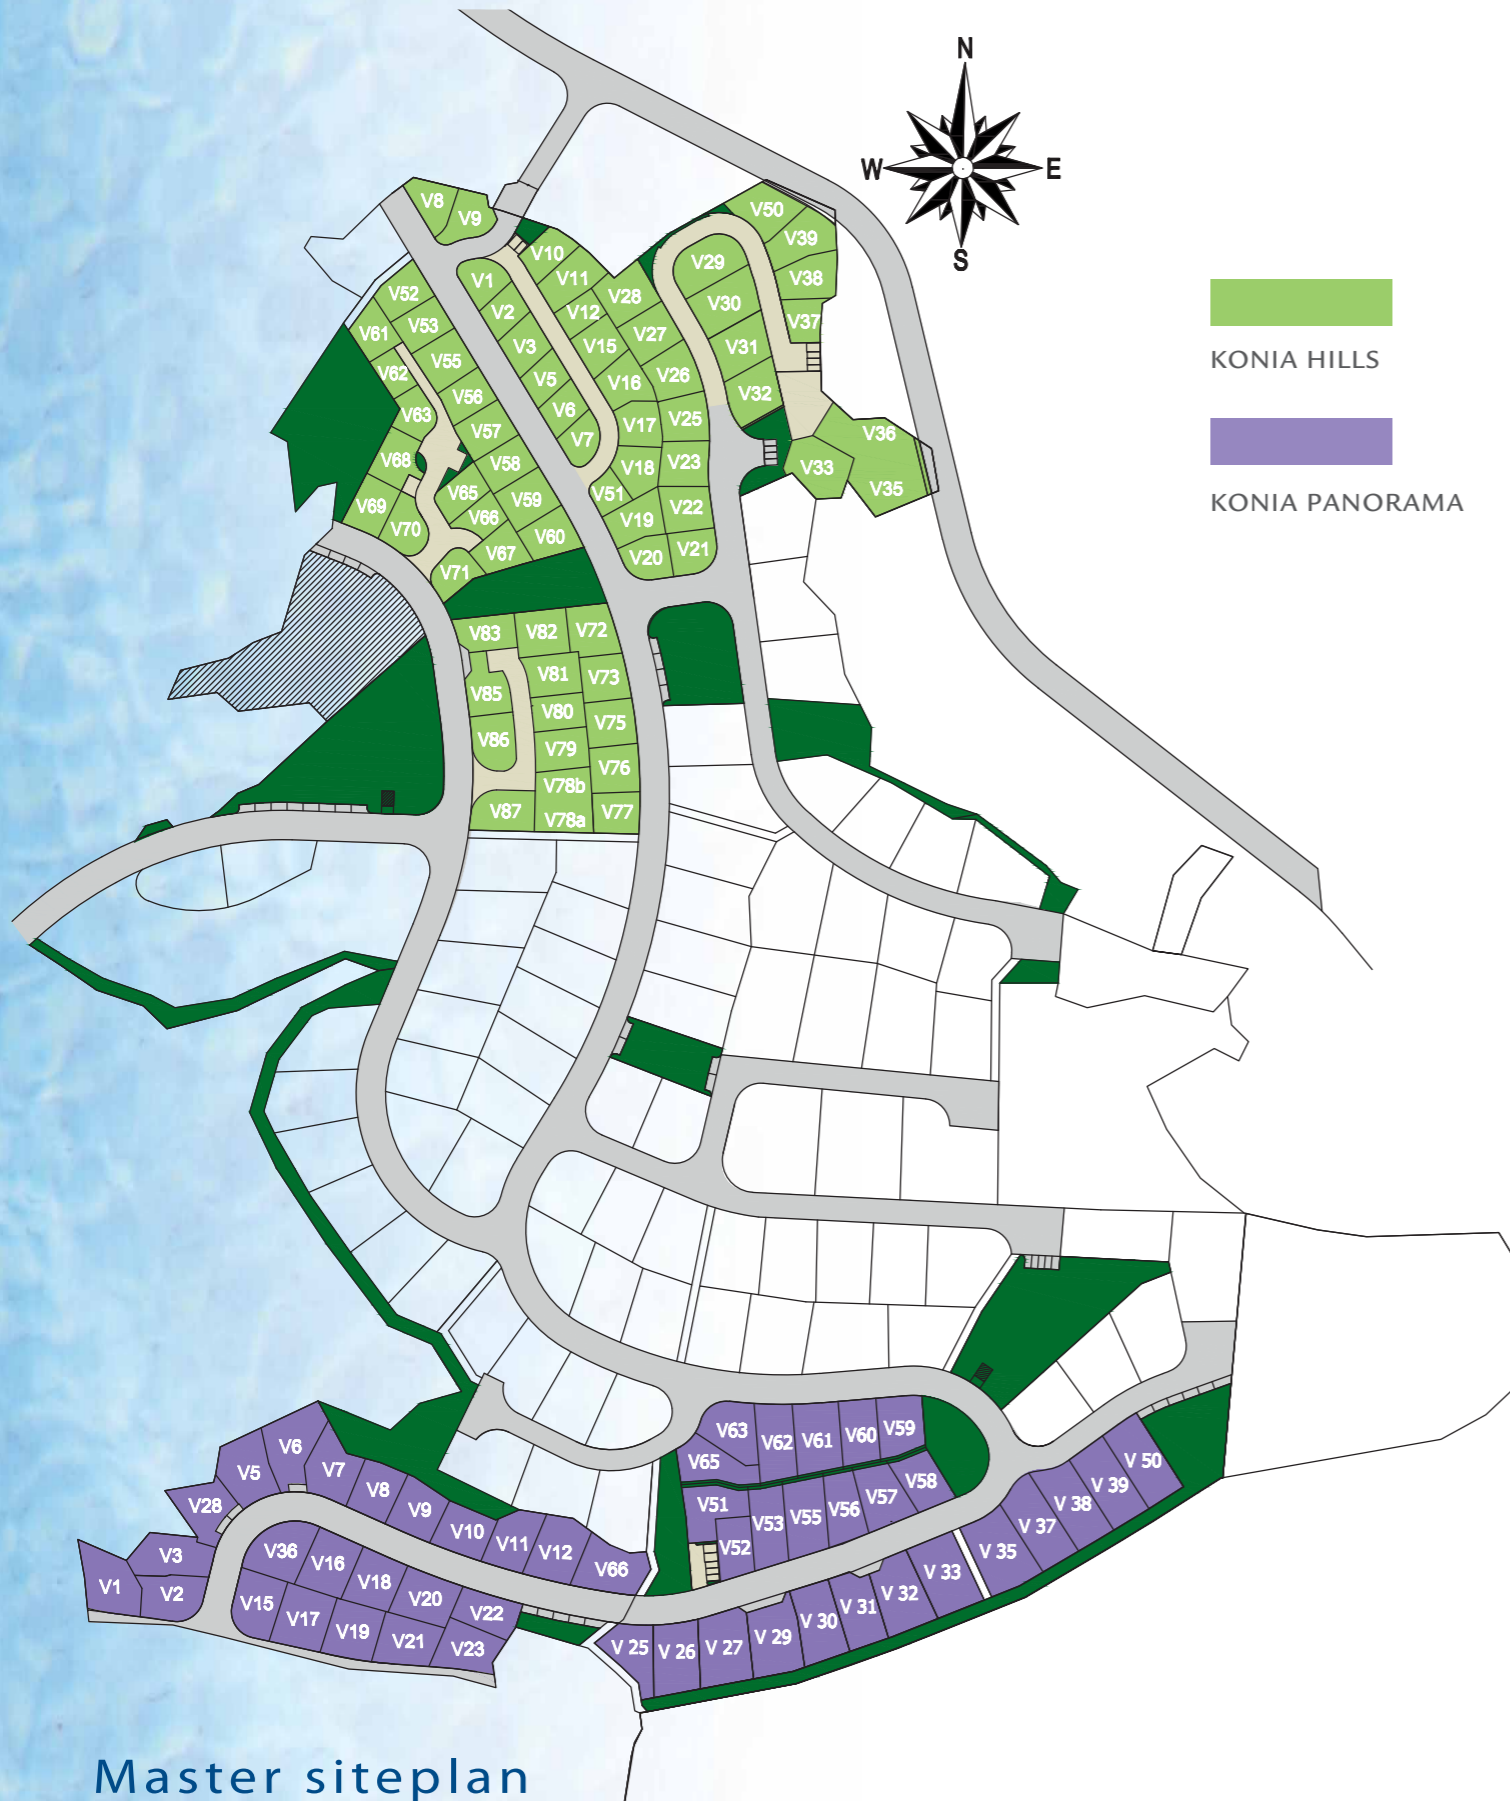 N
W
E
S
KONIA HILLS
KONIA PANORAMA
V8
V9
V10
V11
V12
V15
V16
V17
V18
V51
V19
V20
V1
V2
V3
V5
V6
V7
V28
V27
V26
V25
V23
V22
V21
V50
V39
V38
V37
V29
V30
V31
V32
V36
V33
V35
V52
V53
V55
V56
V57
V58
V59
V60
V61
V62
V63
V68
V69
V70
V65
V66
V67
V71
V83
V82
V72
V81
V73
V85
V80
V75
V86
V79
V76
V78b
V87
V78a
V77
V63
V62
V61
V60
V59
V65
V58
V57
V56
V55
V53
V51
V52
V 50
V 39
V 38
V 37
V 35
V 33
V 32
V 31
V 30
V 29
V 27
V 26
V 25
V6
V5
V7
V28
V8
V9
V10
V11
V12
V66
V3
V1
V2
V36
V16
V18
V20
V22
V15
V17
V19
V21
V23
Master siteplan